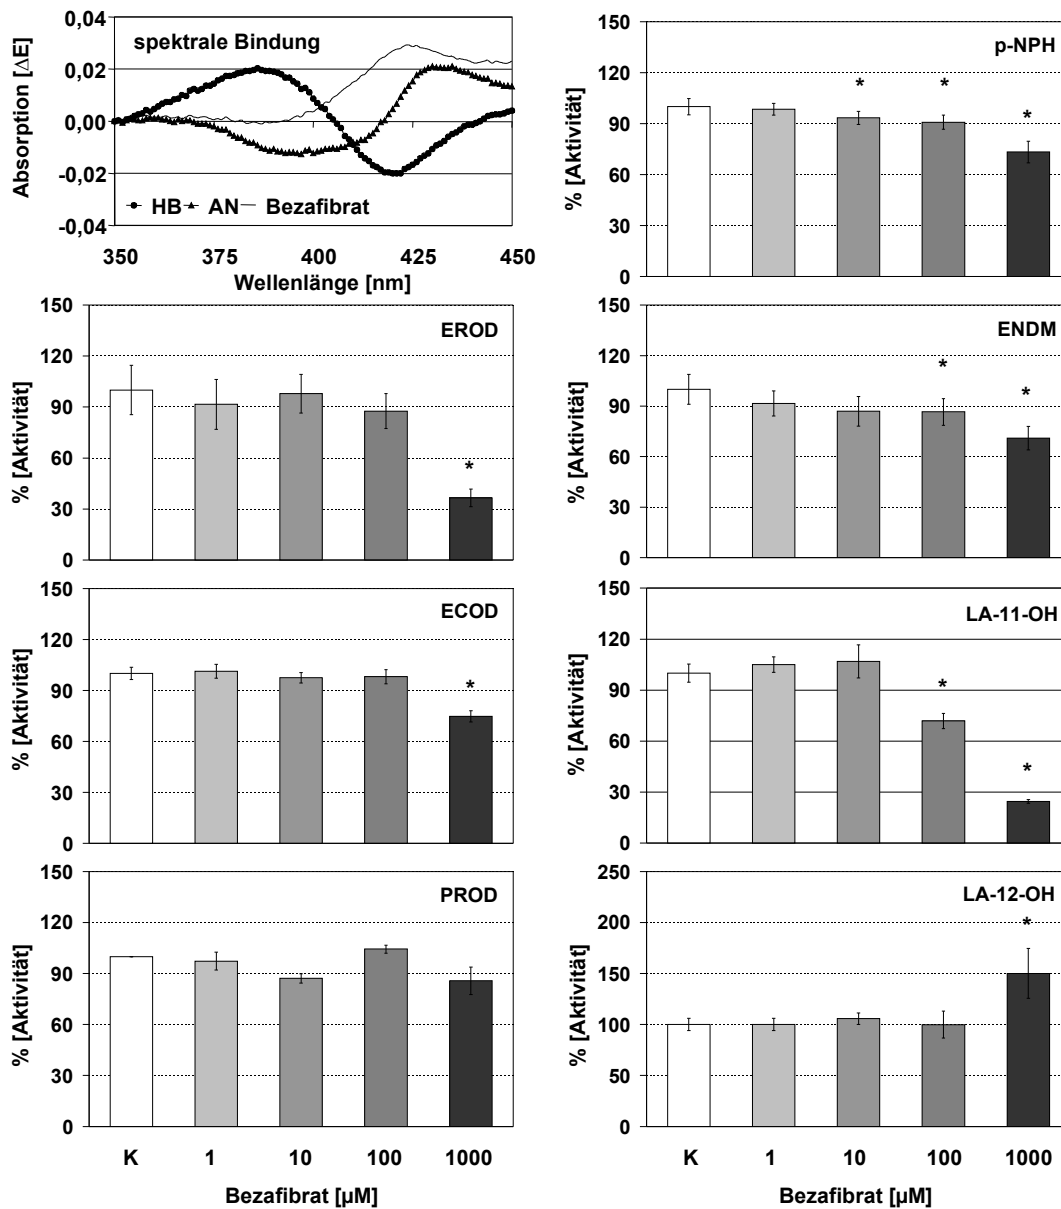 0,04
0,02
0,00
-0,02
-0,04
Absorption [ΔE]
spektrale Bindung
HB AN Bezafibrat
350 375 400 425 450
Wellenlänge [nm]
150
120
90
60
30
0
% [Aktivität]
p-NPH
*
*
*
150
120
90
60
30
0
% [Aktivität]
EROD
*
150
120
90
60
30
0
% [Aktivität]
ENDM
*
*
150
120
90
60
30
0
% [Aktivität]
ECOD
*
150
120
90
60
30
0
% [Aktivität]
LA-11-OH
*
*
150
120
90
60
30
0
% [Aktivität]
PROD
K 1 10 100 1000
Bezafibrat [µM]
250
200
150
100
50
0
% [Aktivität]
LA-12-OH
*
K 1 10 100 1000
Bezafibrat [µM]